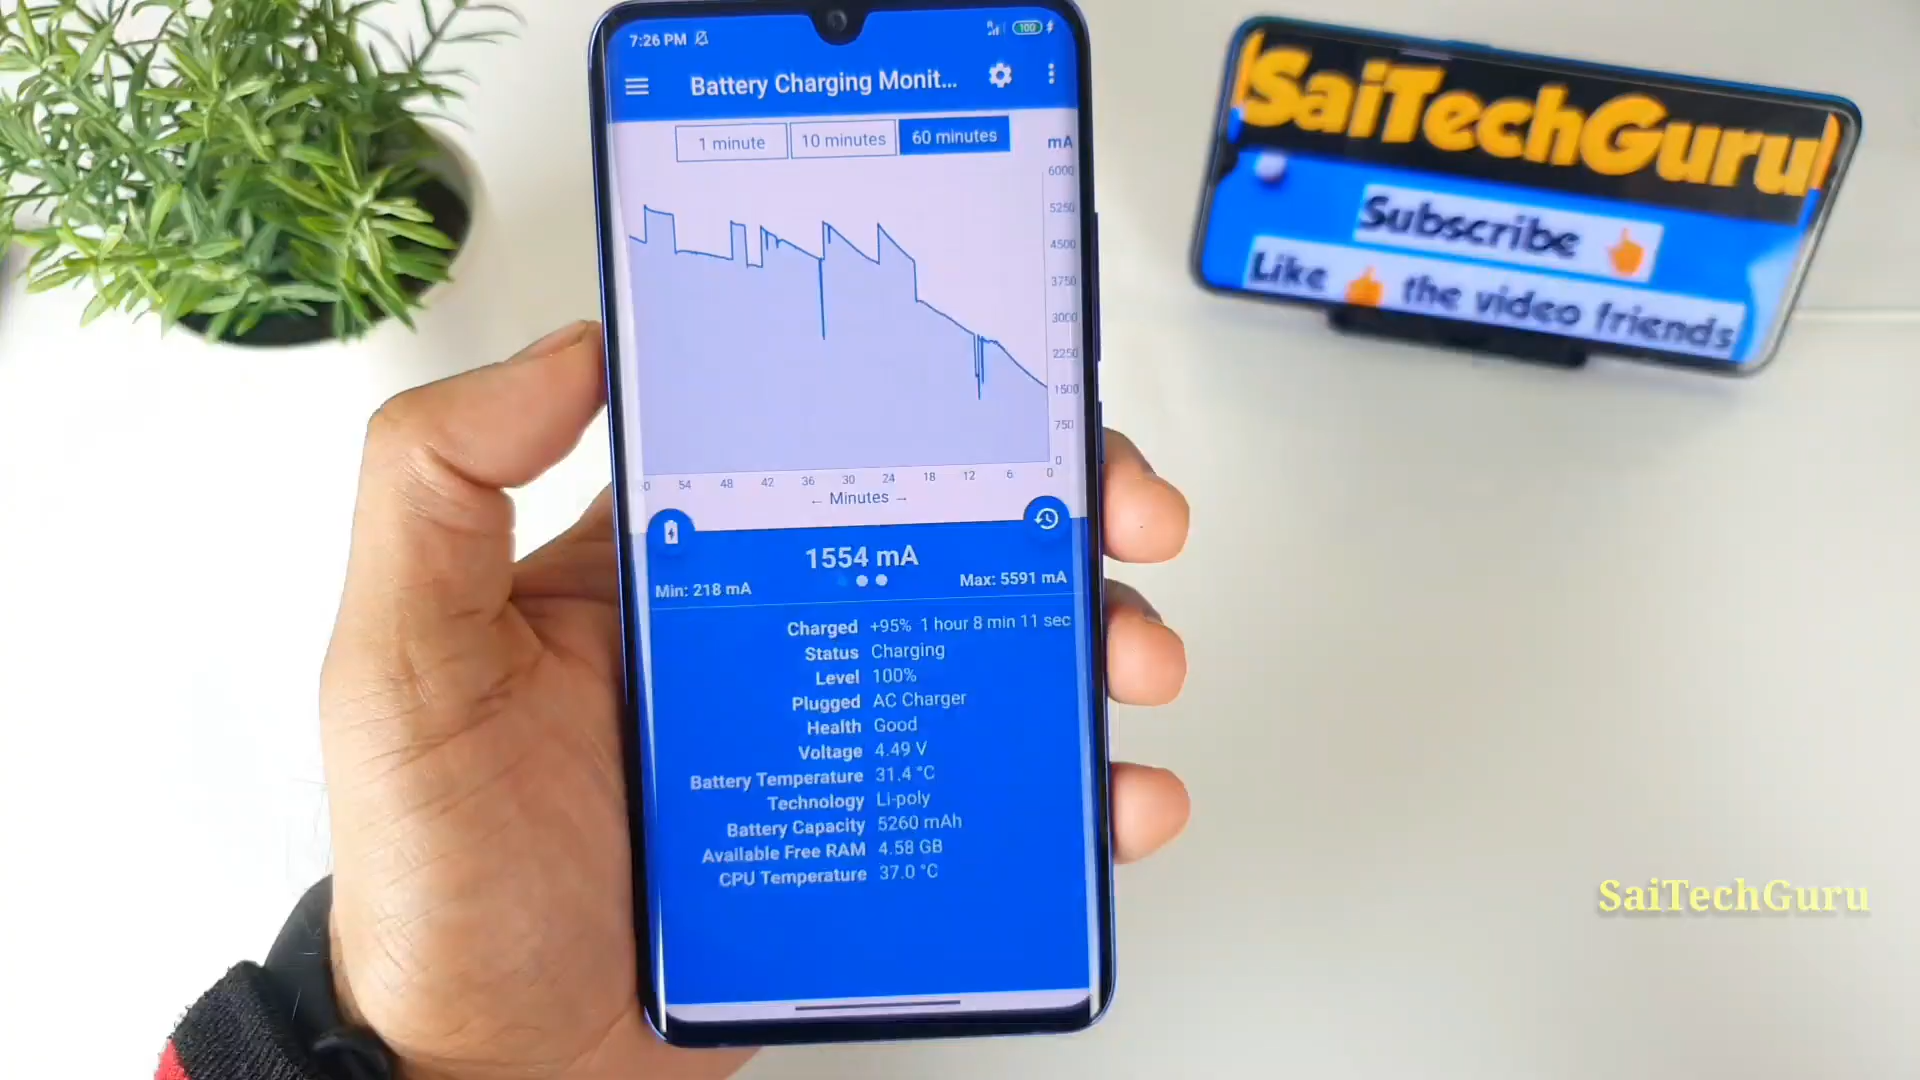 7:26 PM
100
Battery Charging Monit...
1 minute
10 minutes
60 minutes
mA
6000
5250
4500
3750
3000
2250
1500
750
0
54 48 42 36 30 24 18 12 6 0
← Minutes →
1554 mA
Min: 218 mA
Max: 5591 mA
Charged +95% 1 hour 8 min 11 sec
Status Charging
Level 100%
Plugged AC Charger
Health Good
Voltage 4.49 V
Battery Temperature 31.4 °C
Technology Li-poly
Battery Capacity 5260 mAh
Available Free RAM 4.58 GB
CPU Temperature 37.0 °C
SaiTechGuru
Subscribe
Like the video friends
SaiTechGuru